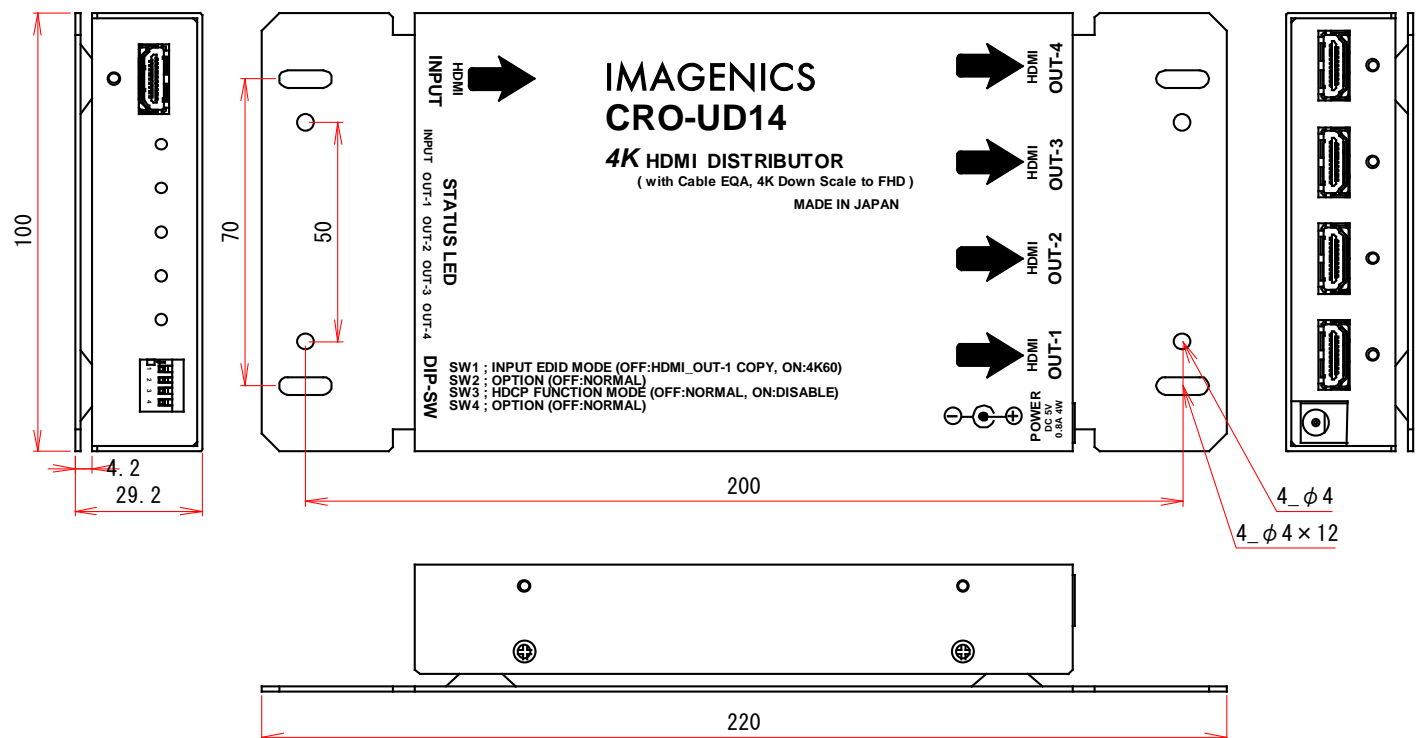 IMAGENICS
CRO-UD14
4K HDMI DISTRIBUTOR
( with Cable EQA, 4K Down Scale to FHD )
MADE IN JAPAN
HDMI
INPUT
STATUS LED
INPUT OUT-1 OUT-2 OUT-3 OUT-4
DIP-SW
SW1 ; INPUT EDID MODE (OFF:HDMI_OUT-1 COPY, ON:4K60)
SW2 ; OPTION (OFF:NORMAL)
SW3 ; HDCP FUNCTION MODE (OFF:NORMAL, ON:DISABLE)
SW4 ; OPTION (OFF:NORMAL)
HDMI
OUT-4
HDMI
OUT-3
HDMI
OUT-2
HDMI
OUT-1
POWER
DC 5V
0.8A 4W
1
2
3
4
100
70
50
4.2
29.2
200
4_φ4
4_φ4×12
220